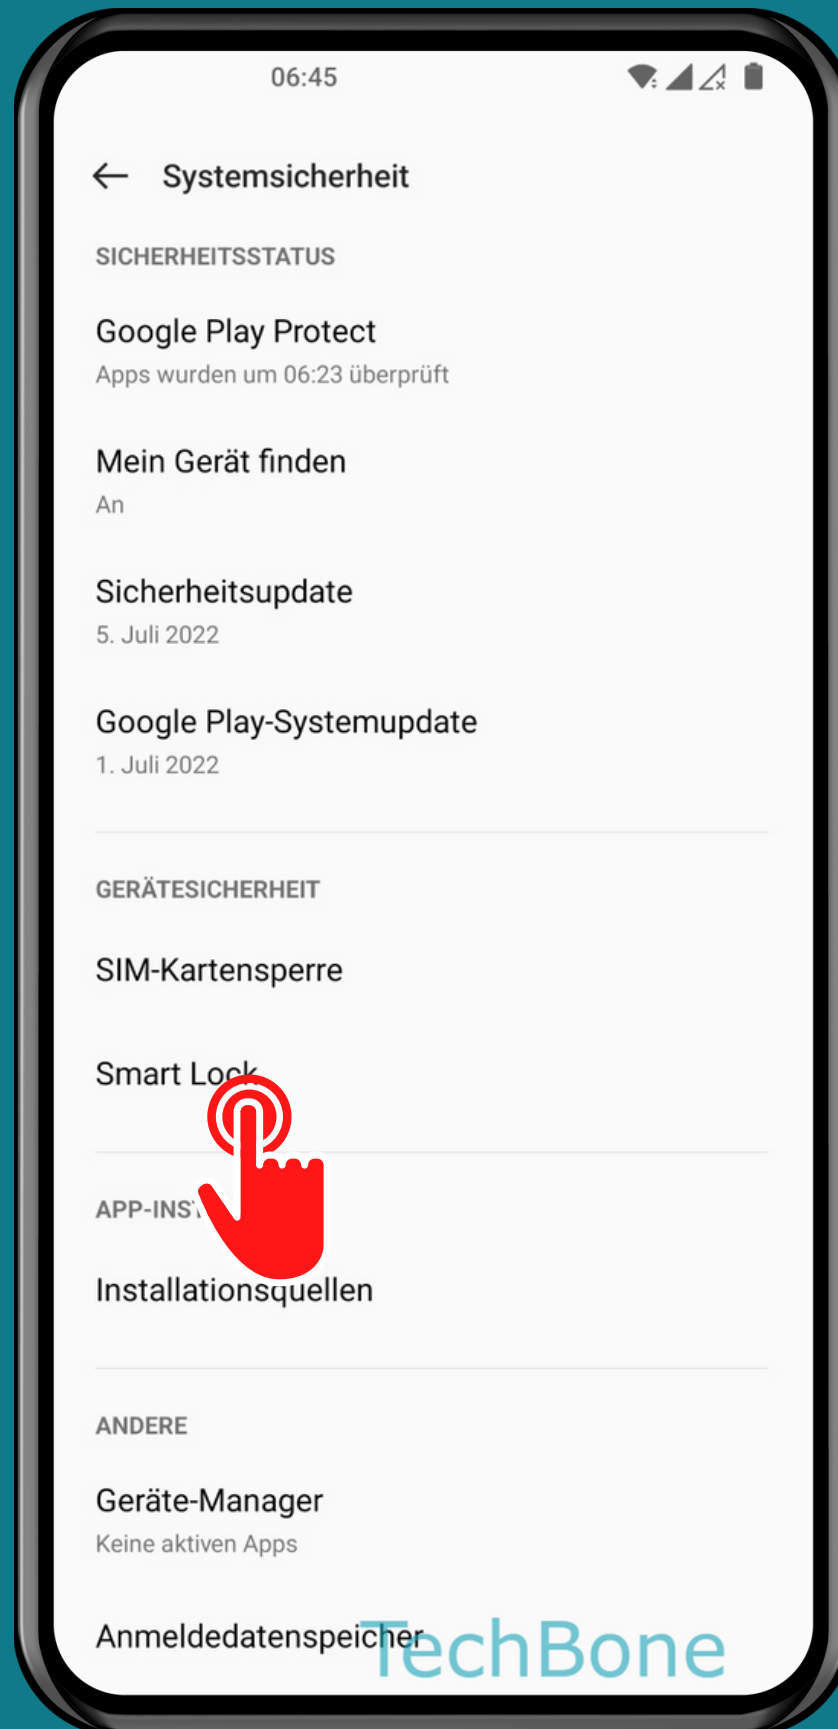 06:45
Systemsicherheit
SICHERHEITSSTATUS
Google Play Protect
Apps wurden um 06:23 überprüft
Mein Gerät finden
An
Sicherheitsupdate
5. Juli 2022
Google Play-Systemupdate
1. Juli 2022
GERÄTESICHERHEIT
SIM-Kartensperre
Smart Lock
Installationsquellen
ANDERE
Geräte-Manager
Keine aktiven Apps
Anmeldedatenspeicher
TechBone